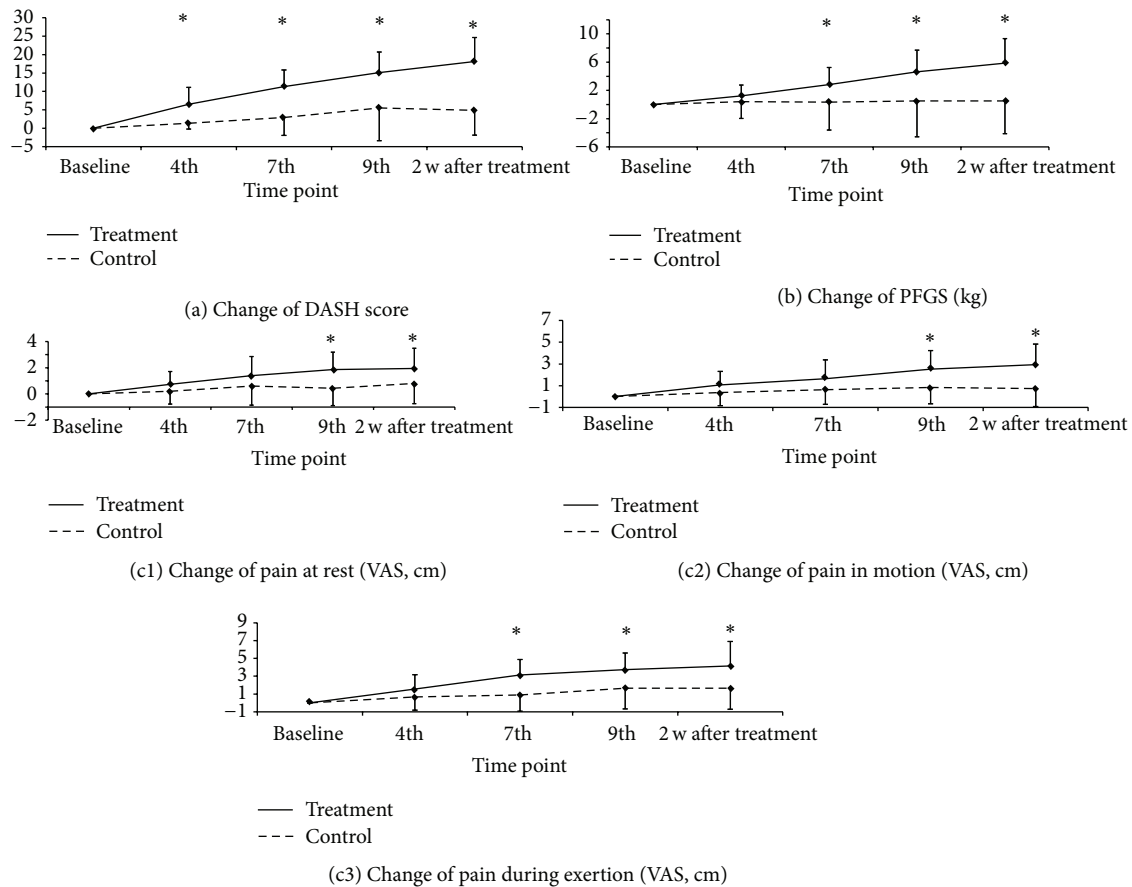 30
25
20
15
10
5
0
−5
* * * *
Baseline 4th 7th 9th 2 w after treatment
Time point
Treatment
Control
(a) Change of DASH score
10
6
2
−2
−6
* * *
Baseline 4th 7th 9th 2 w after treatment
Time point
Treatment
Control
(b) Change of PFGS (kg)
4
2
0
−2
* *
Baseline 4th 7th 9th 2 w after treatment
Time point
Treatment
Control
(c1) Change of pain at rest (VAS, cm)
7
5
3
1
−1
* *
Baseline 4th 7th 9th 2 w after treatment
Time point
Treatment
Control
(c2) Change of pain in motion (VAS, cm)
9
7
5
3
1
−1
* * *
Baseline 4th 7th 9th 2 w after treatment
Time point
Treatment
Control
(c3) Change of pain during exertion (VAS, cm)